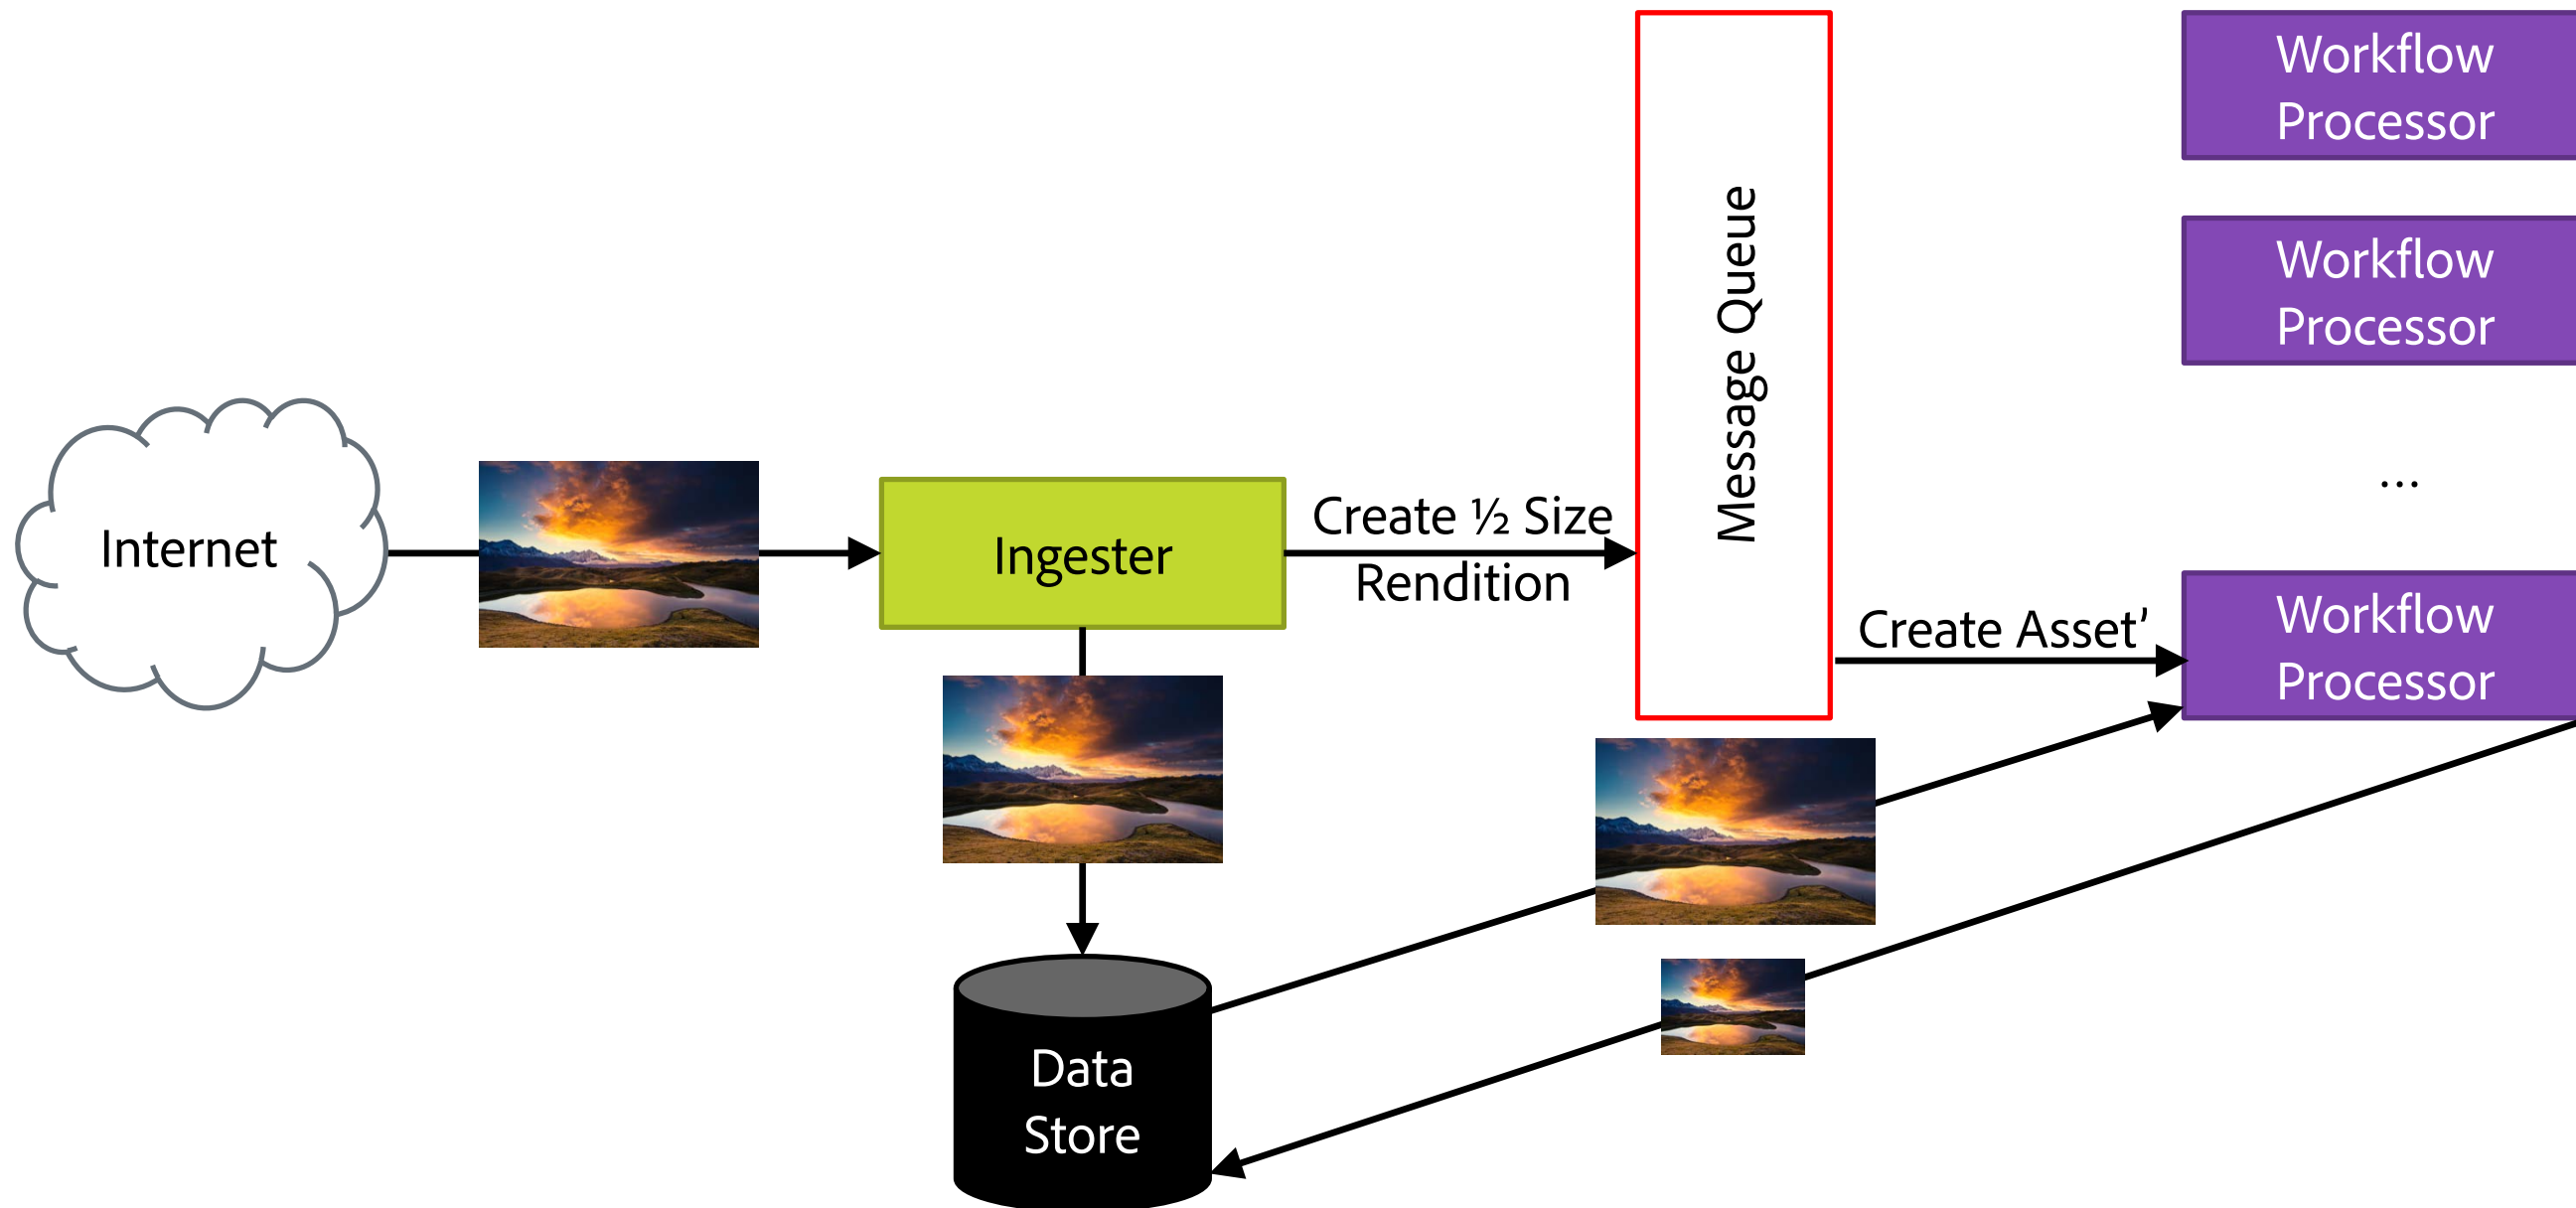 Workflow
Processor
Workflow
Processor
Message Queue
...
Internet
Ingester
Create ½ Size
Rendition
Create Asset’
Workflow
Processor
Data
Store